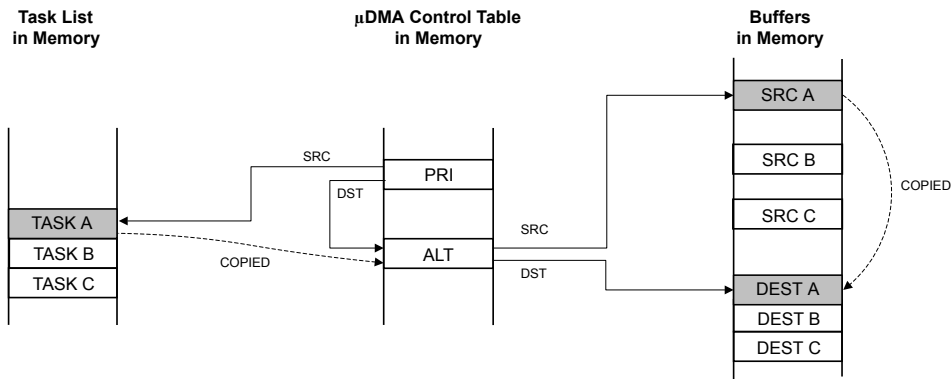 Task List
in Memory
µDMA Control Table
in Memory
Buffers
in Memory
SRC A
SRC
PRI
SRC B
COPIED
DST
TASK A
SRC C
SRC
TASK B
ALT
COPIED
DST
TASK C
DEST A
DEST B
DEST C